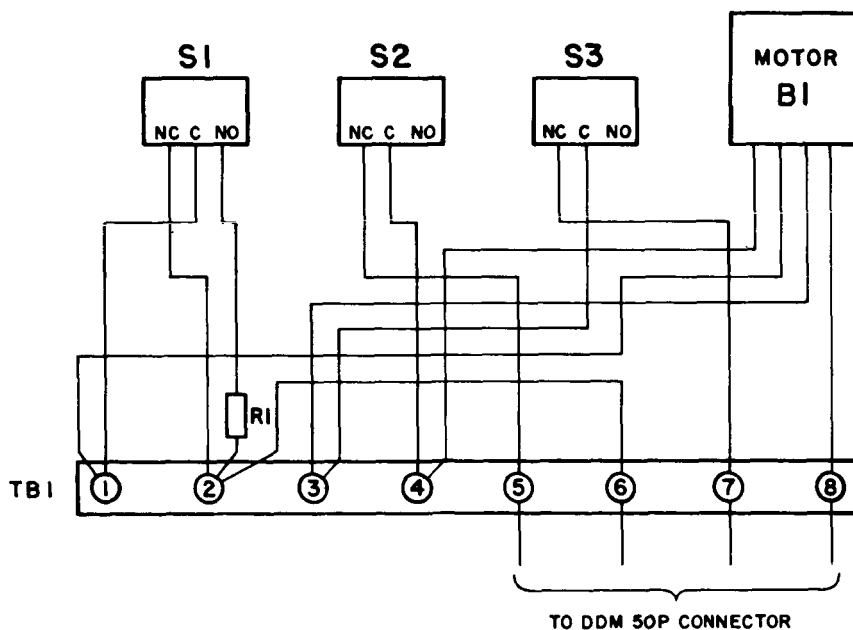 S1
S2
S3
MOTOR
B1
NC C NO
NC C NO
NC C NO
R1
TB1
1 2 3 4 5 6 7 8
TO DDM 50P CONNECTOR